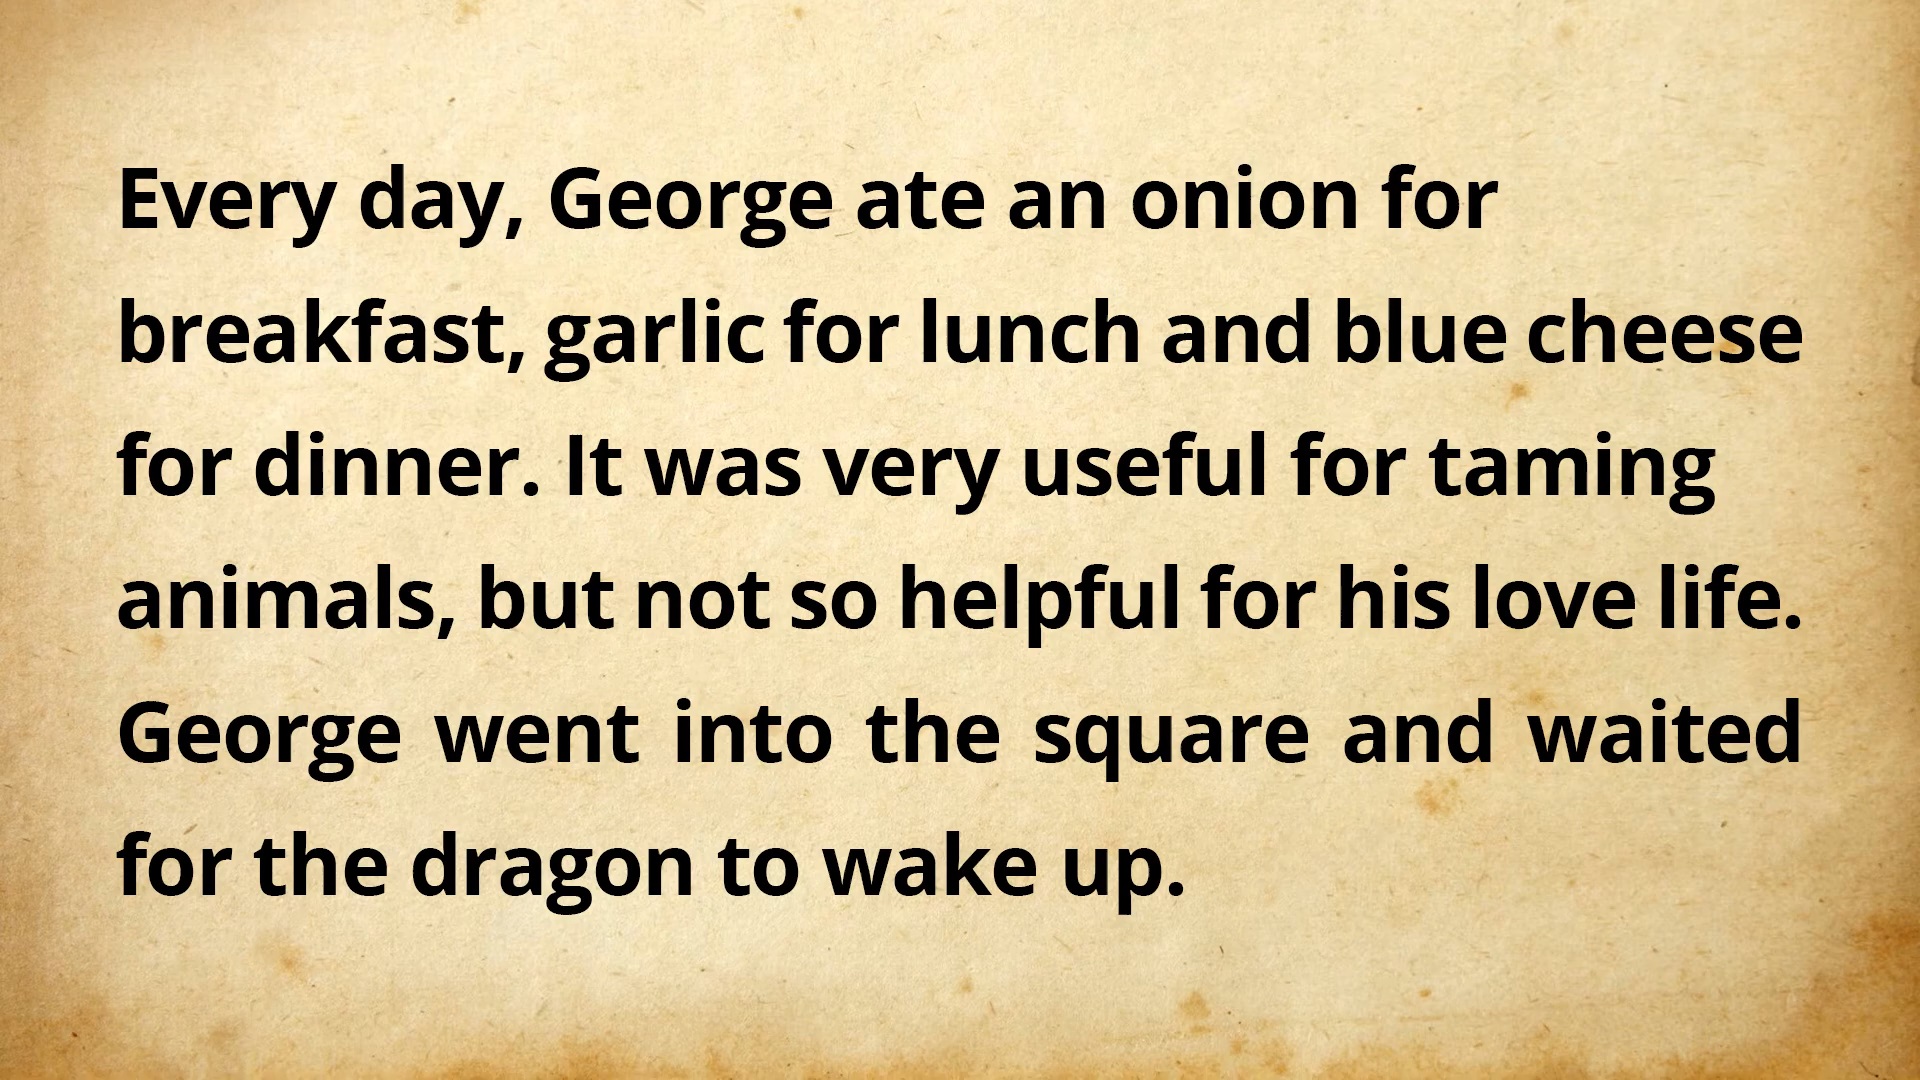 Every day, George ate an onion for
breakfast, garlic for lunch and blue cheese
for dinner. It was very useful for taming
animals, but not so helpful for his love life.
George went into the square and waited
for the dragon to wake up.